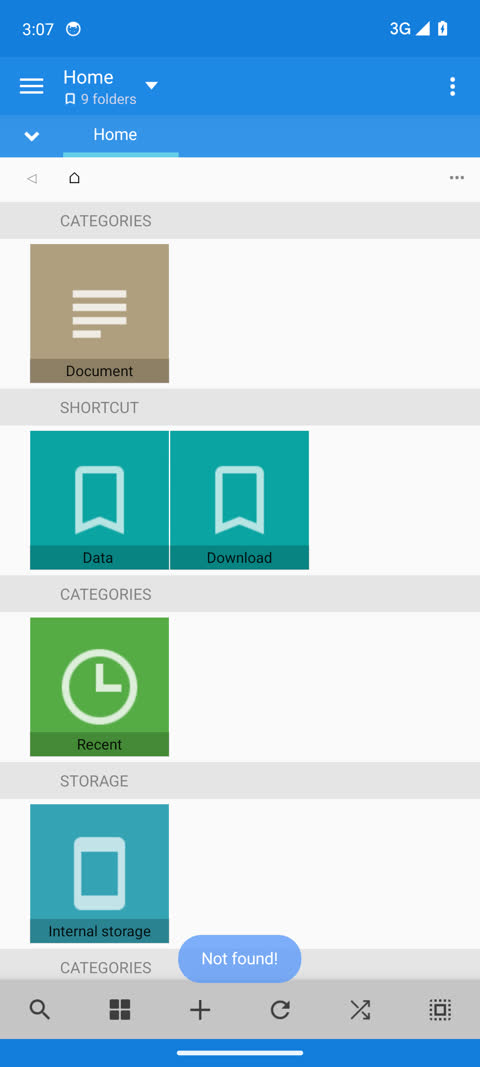 3:07
3G
Home
9 folders
Home
CATEGORIES
Document
SHORTCUT
Data
Download
CATEGORIES
Recent
STORAGE
Internal storage
CATEGORIES
Not found!